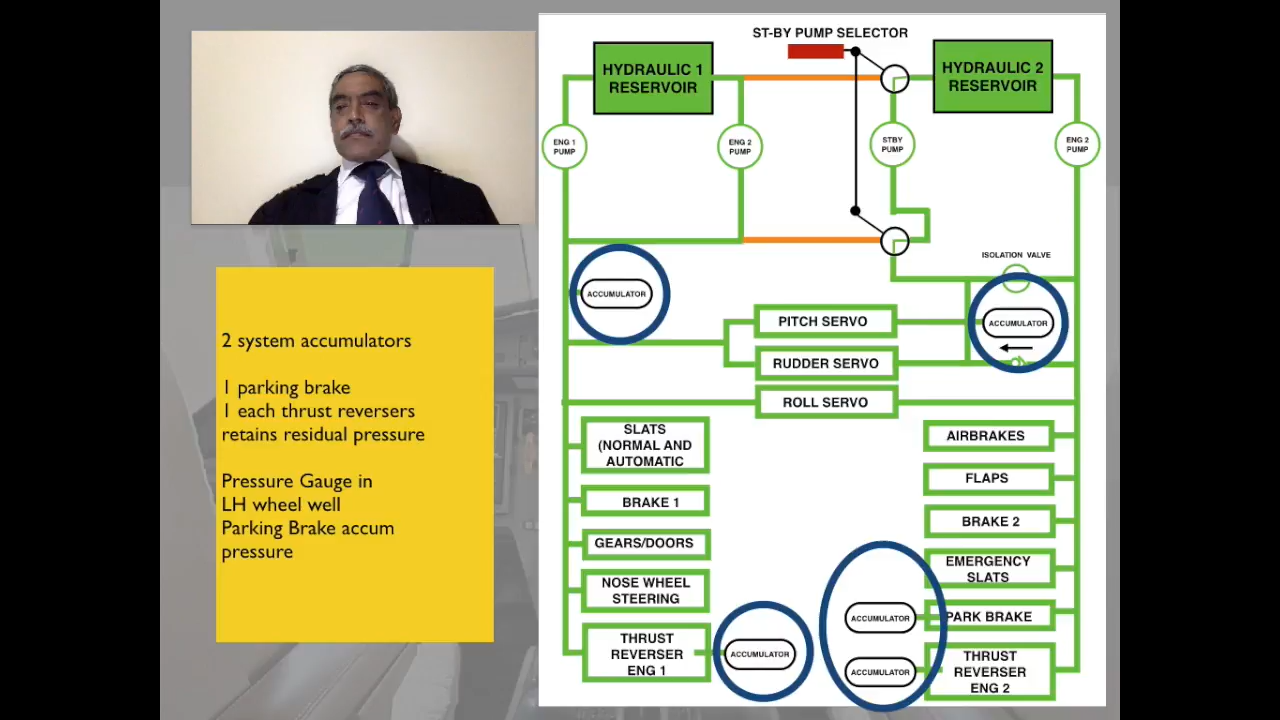 2 system accumulators
1 parking brake
1 each thrust reversers
retains residual pressure
Pressure Gauge in
LH wheel well
Parking Brake accum
pressure
ST-BY PUMP SELECTOR
HYDRAULIC 1
RESERVOIR
HYDRAULIC 2
RESERVOIR
ENG 1
PUMP
ENG 2
PUMP
STBY
PUMP
ENG 2
PUMP
ISOLATION VALVE
ACCUMULATOR
ACCUMULATOR
PITCH SERVO
RUDDER SERVO
ROLL SERVO
SLATS
(NORMAL AND
AUTOMATIC
BRAKE 1
GEARS/DOORS
NOSE WHEEL
STEERING
THRUST
REVERSER
ENG 1
ACCUMULATOR
AIRBRAKES
FLAPS
BRAKE 2
EMERGENCY
SLATS
ACCUMULATOR
PARK BRAKE
ACCUMULATOR
THRUST
REVERSER
ENG 2